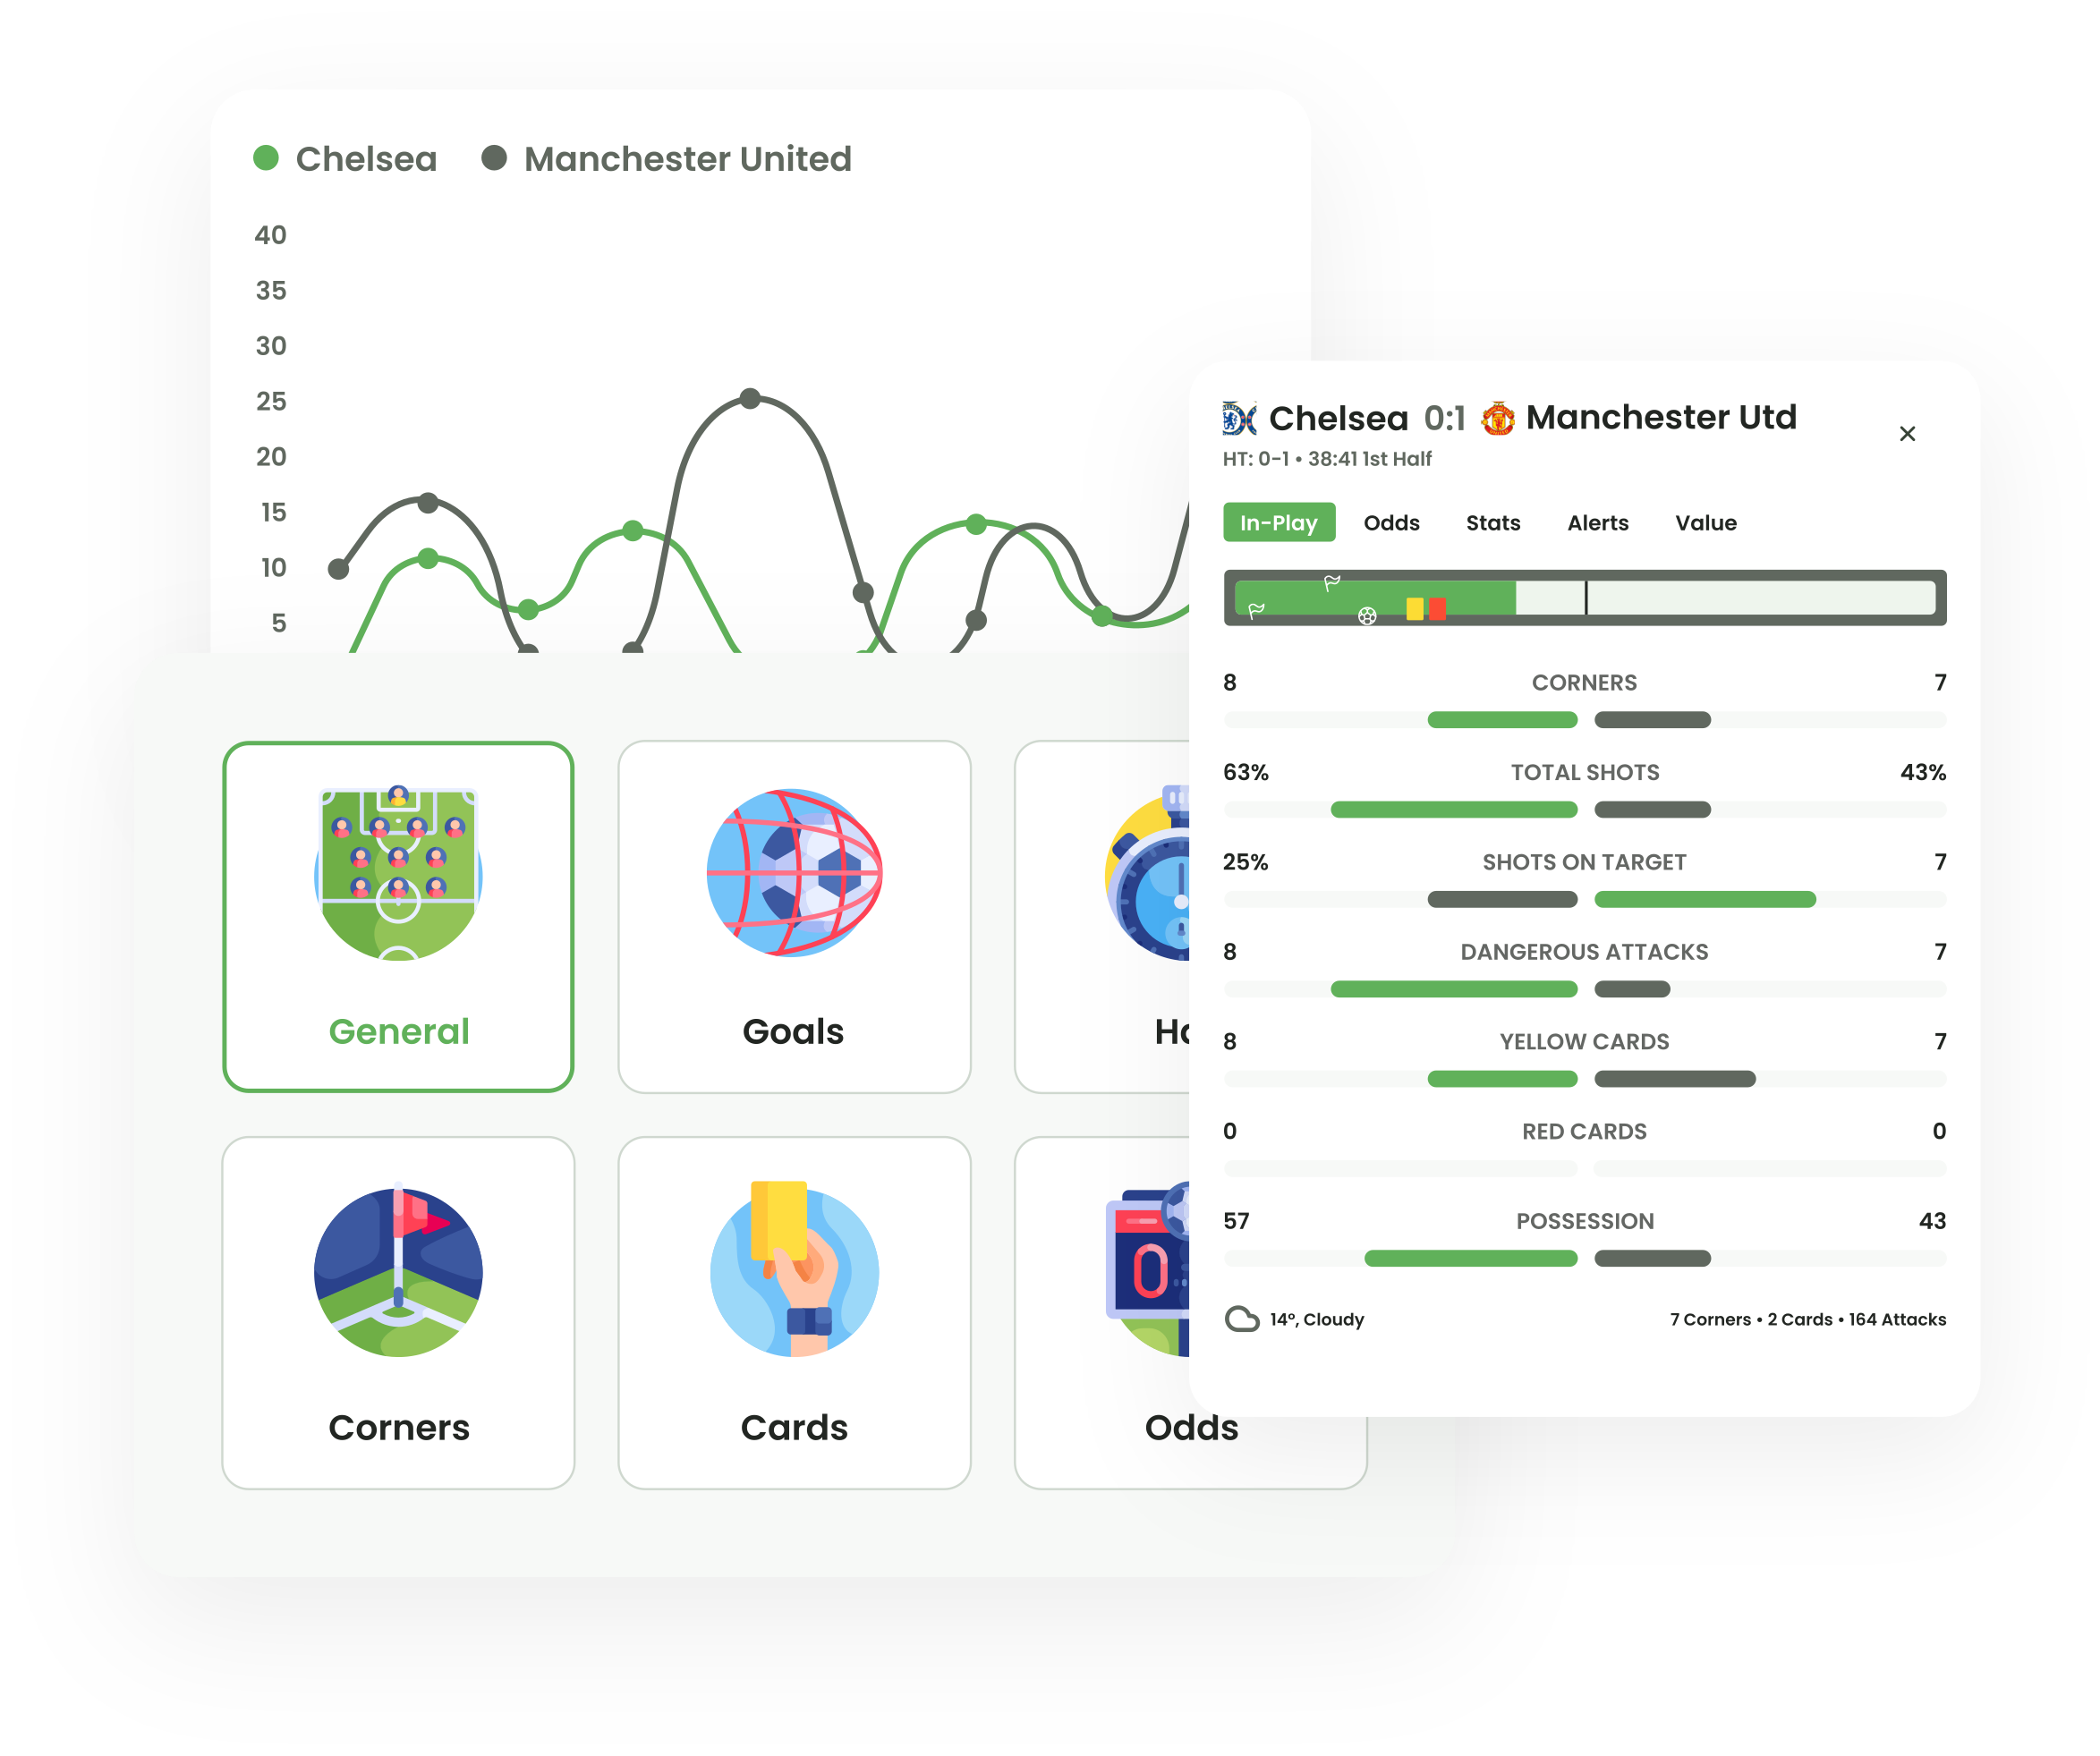 Chelsea Manchester United
40
35
30
25
20
15
10
5
General
Goals
Corners
Cards
Odds
Chelsea 0:1 Manchester Utd
HT: 0-1 • 38:41 1st Half
In-Play Odds Stats Alerts Value
8 CORNERS 7
63% TOTAL SHOTS 43%
25% SHOTS ON TARGET 7
8 DANGEROUS ATTACKS 7
8 YELLOW CARDS 7
0 RED CARDS 0
57 POSSESSION 43
14°, Cloudy 7 Corners • 2 Cards • 164 Attacks